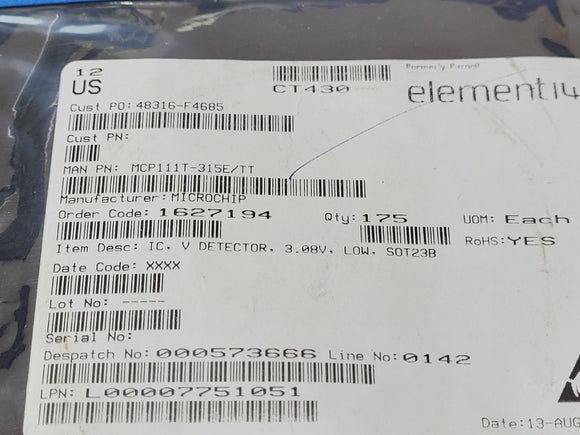 12 Formerly Farnell
US CT430 element14
Cust PO: 48316-F4685
Cust PN:
MAN PN: MCP111T-315E/TT
Manufacturer: MICROCHIP
Order Code: 1627194 Qty: 175 UOM: Each
Item Desc: IC, V DETECTOR, 3.08V, LOW, SOT23B RoHS: YES
Date Code: XXXX
Lot No: -----
Serial No:
Despatch No: 000573666 Line No: 0142
LPN: L00007751051
Date: 13-AUG